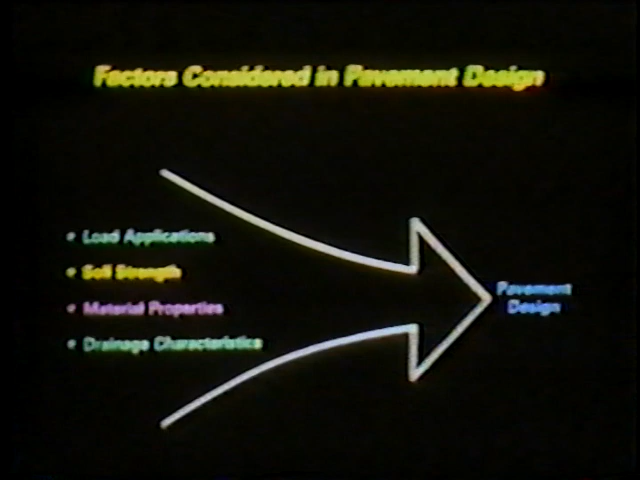 Factors Considered in Pavement Design
• Load Applications
• Soil Strength
• Material Properties
• Drainage Characteristics
Pavement
Design